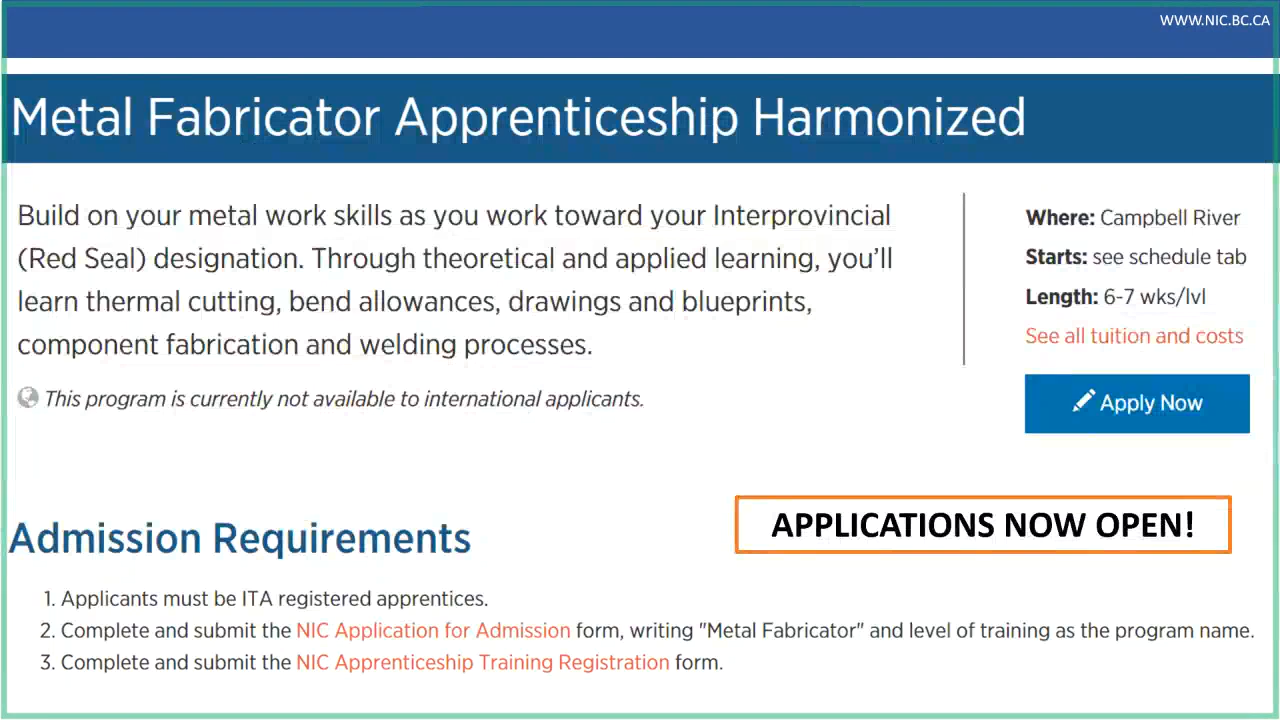 WWW.NIC.BC.CA
Metal Fabricator Apprenticeship Harmonized
Build on your metal work skills as you work toward your Interprovincial
(Red Seal) designation. Through theoretical and applied learning, you’ll
learn thermal cutting, bend allowances, drawings and blueprints,
component fabrication and welding processes.
This program is currently not available to international applicants.
Where: Campbell River
Starts: see schedule tab
Length: 6-7 wks/lvl
See all tuition and costs
Apply Now
APPLICATIONS NOW OPEN!
Admission Requirements
1. Applicants must be ITA registered apprentices.
2. Complete and submit the NIC Application for Admission form, writing "Metal Fabricator" and level of training as the program name.
3. Complete and submit the NIC Apprenticeship Training Registration form.